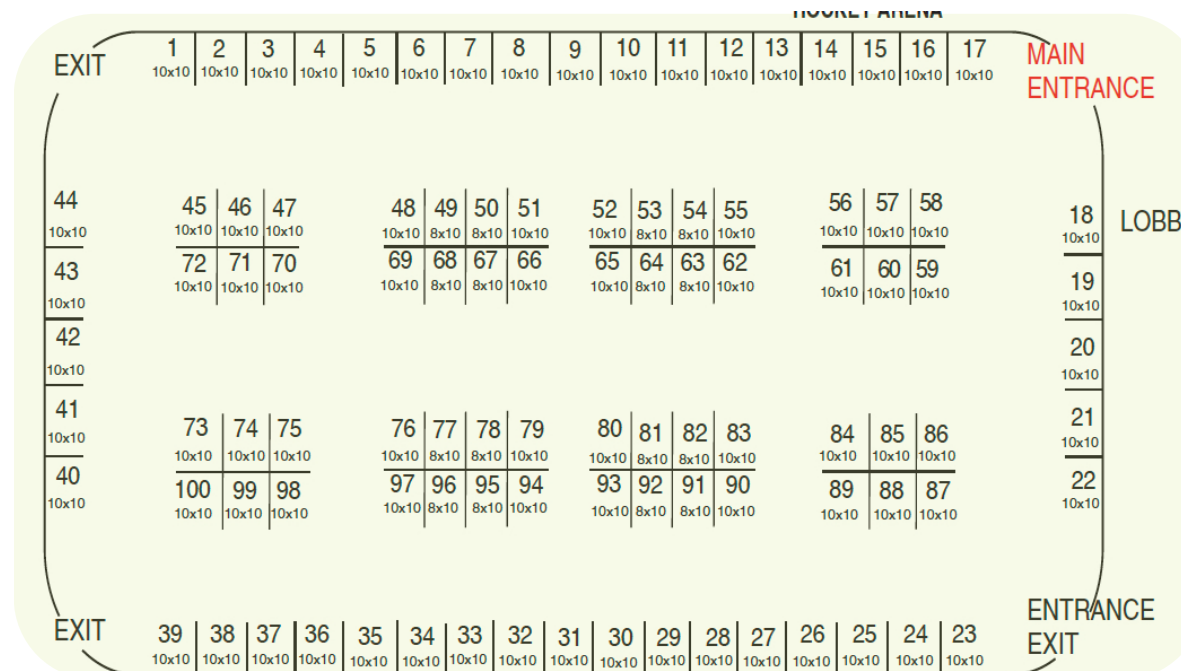 HOCKEY ARENA
EXIT
1 2 3 4 5 6 7 8 9 10 11 12 13 14 15 16 17
10x10 10x10 10x10 10x10 10x10 10x10 10x10 10x10 10x10 10x10 10x10 10x10 10x10 10x10 10x10 10x10 10x10
MAIN
ENTRANCE
44
10x10
43
10x10
42
10x10
41
10x10
40
10x10
45 46 47
10x10 10x10 10x10
72 71 70
10x10 10x10 10x10
48 49 50 51
10x10 8x10 8x10 10x10
69 68 67 66
10x10 8x10 8x10 10x10
52 53 54 55
10x10 8x10 8x10 10x10
65 64 63 62
10x10 8x10 8x10 10x10
56 57 58
10x10 10x10 10x10
61 60 59
10x10 10x10 10x10
18
10x10
LOBB
19
10x10
20
10x10
21
10x10
22
10x10
73 74 75
10x10 10x10 10x10
100 99 98
10x10 10x10 10x10
76 77 78 79
10x10 8x10 8x10 10x10
97 96 95 94
10x10 8x10 8x10 10x10
80 81 82 83
10x10 8x10 8x10 10x10
93 92 91 90
10x10 8x10 8x10 10x10
84 85 86
10x10 10x10 10x10
89 88 87
10x10 10x10 10x10
EXIT
39 38 37 36 35 34 33 32 31 30 29 28 27 26 25 24 23
10x10 10x10 10x10 10x10 10x10 10x10 10x10 10x10 10x10 10x10 10x10 10x10 10x10 10x10 10x10 10x10 10x10
ENTRANCE
EXIT